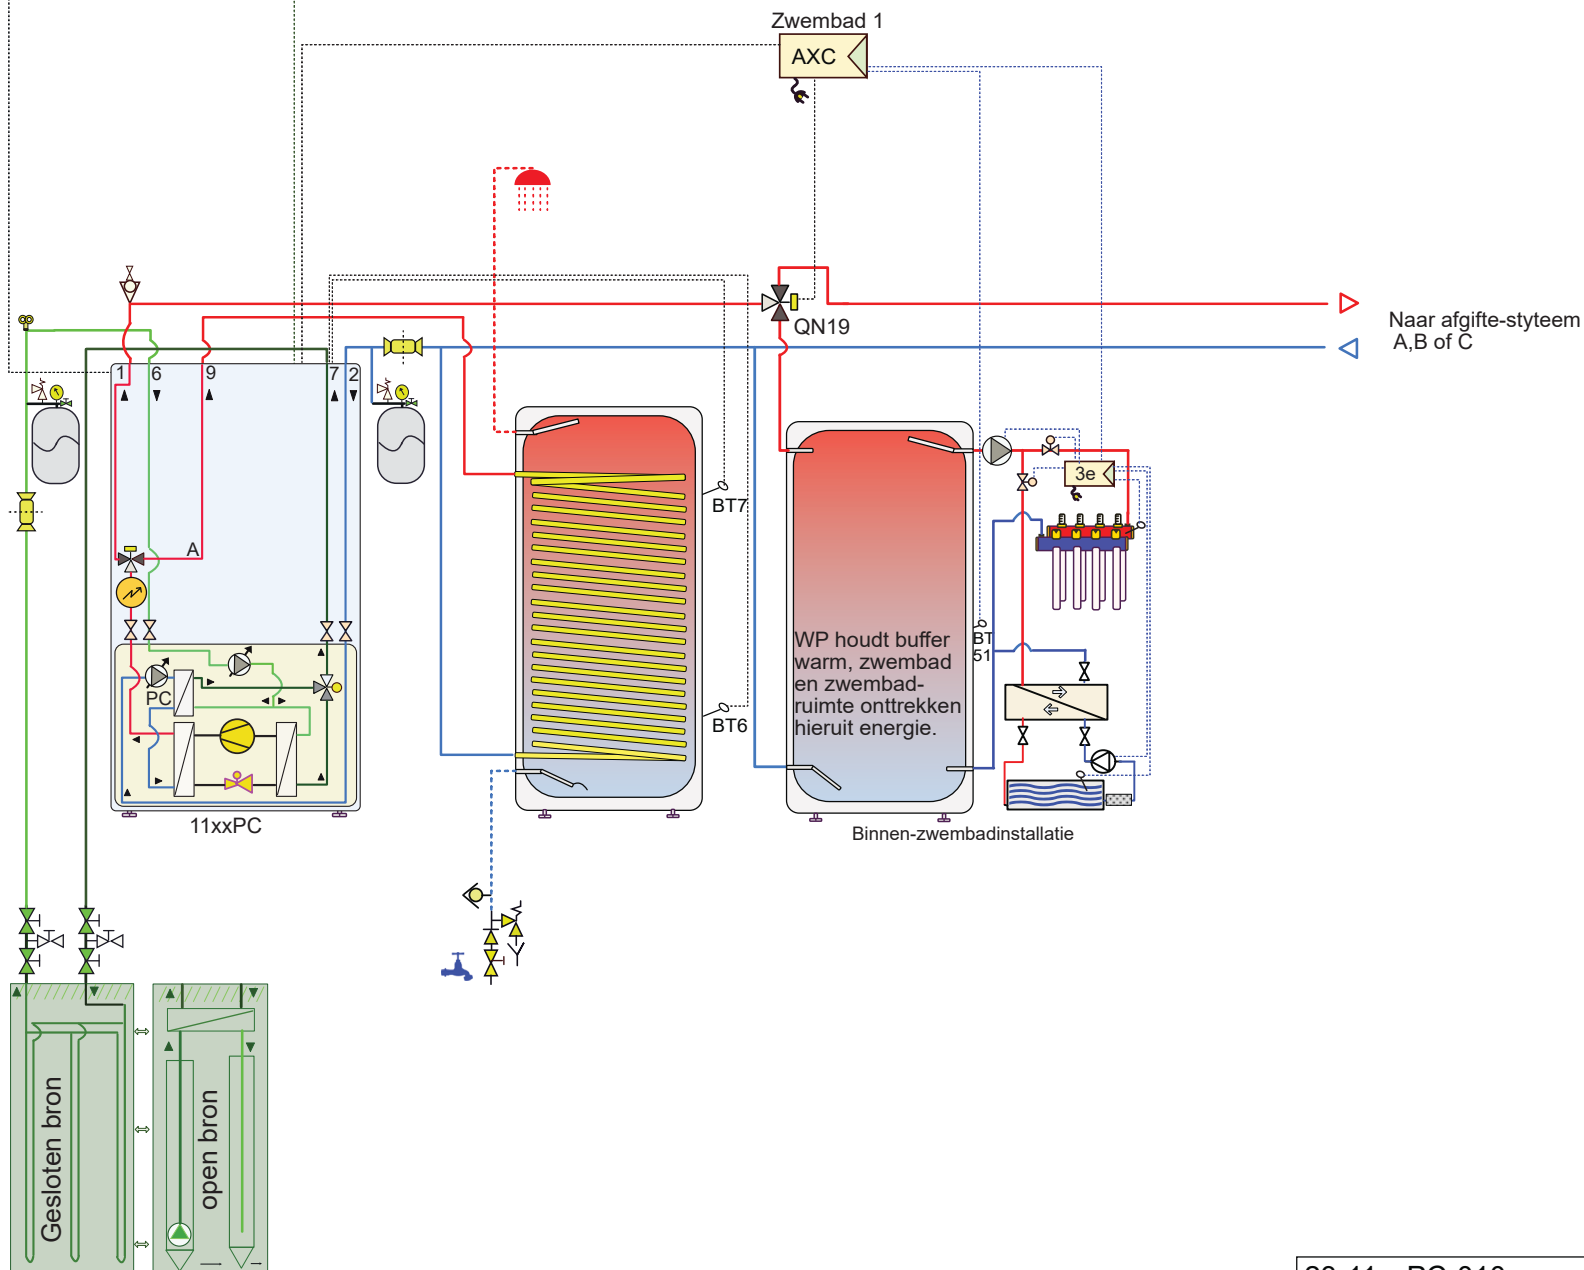 Zwembad 1
AXC
QN19
Naar afgifte-styteem
A,B of C
1
6
9
7
2
A
BT7
3e
BT
51
WP houdt buffer
warm, zwembad
en zwembad-
ruimte onttrekken
hieruit energie.
PC
BT6
11xxPC
Binnen-zwembadinstallatie
Gesloten bron
open bron